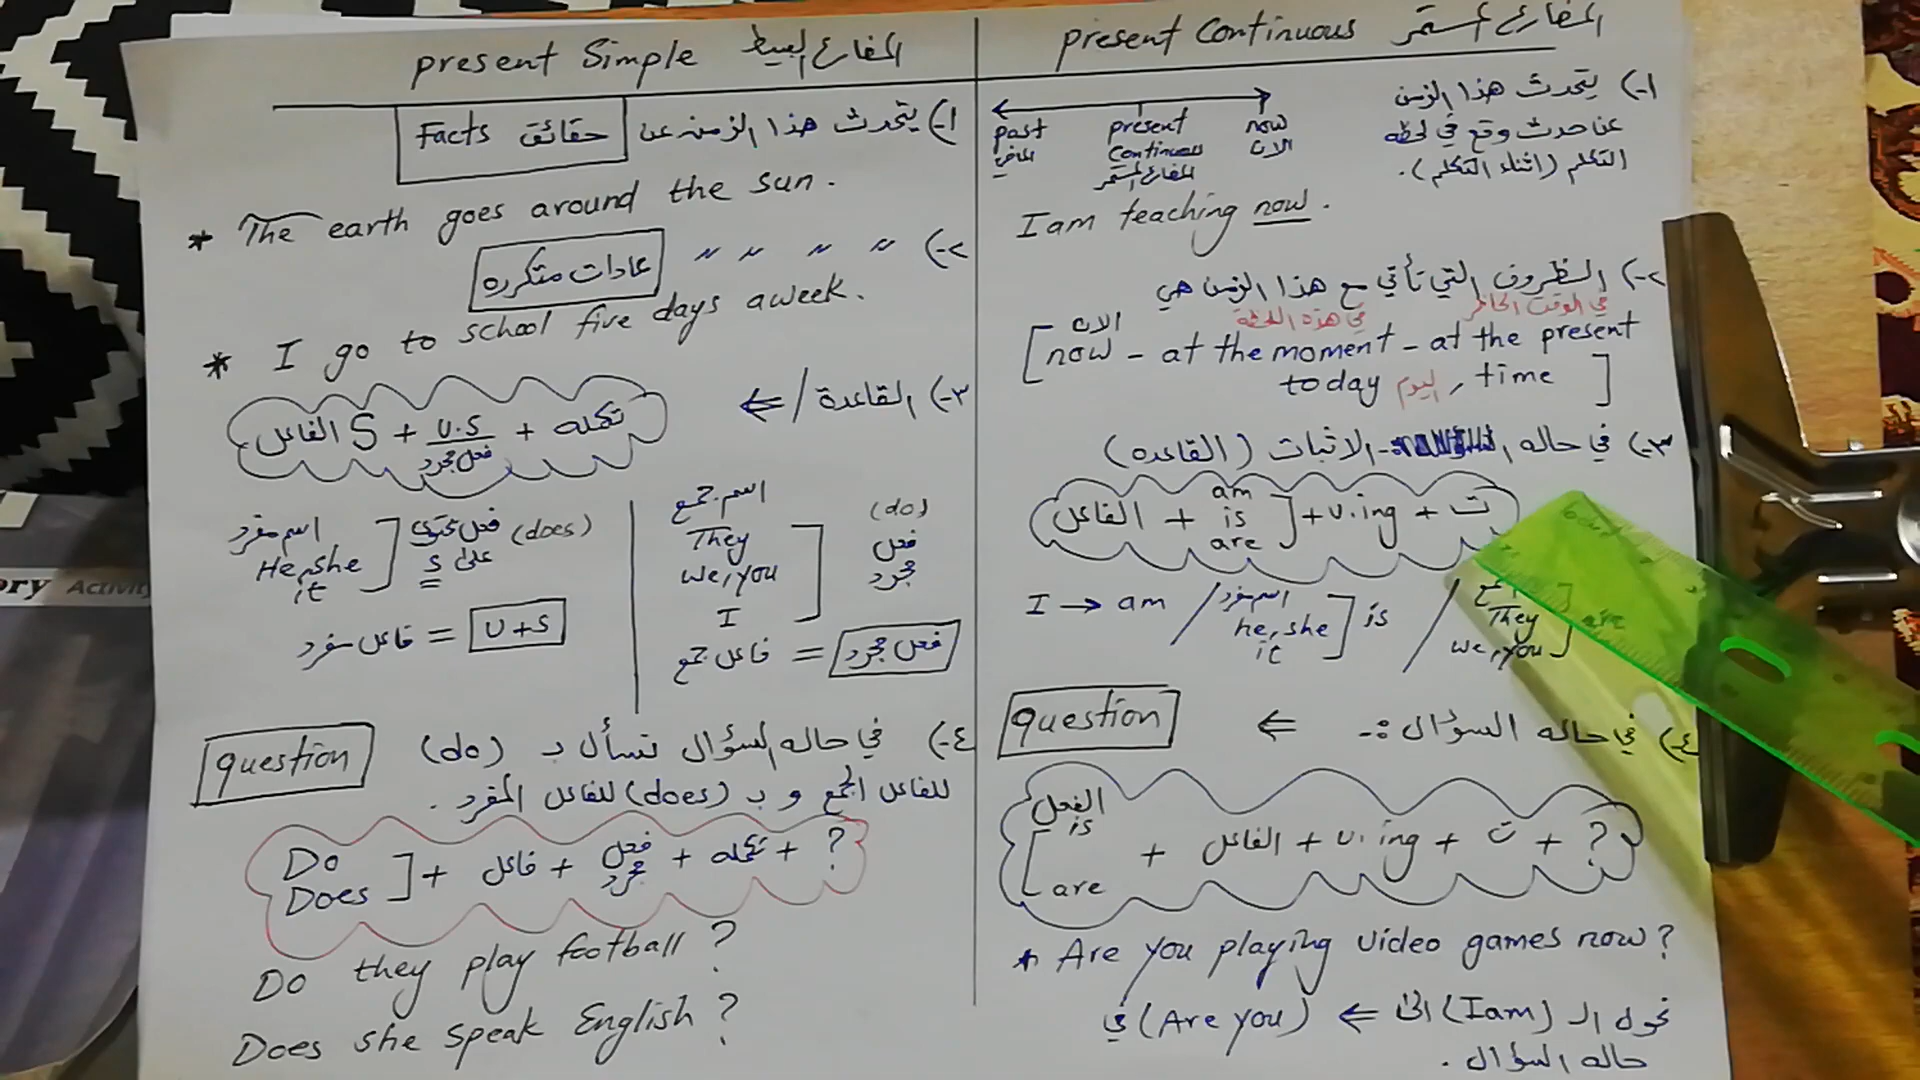 present Simple المضارع البسيط
١-) يتحدث هذا الزمن عن حقائق Facts
* The earth goes around the sun.
٢-) 〃 〃 〃 〃 عادات متكرره
* I go to school five days a week.
٣-) القاعدة / ⇐
الفاعل S + v.s فعل مجرد + تكمله
اسم مفرد
He, she
it
] فعل يحتوي على s (does)
فاعل مفرد = v+s
اسم جمع
They
we, you
I
] (do) فعل مجرد
فاعل جمع = فعل مجرد
question
٤-) في حاله السؤال نسأل بـ (do)
للفاعل الجمع و بـ (does) للفاعل المفرد .
Do
Does
] + فاعل + فعل مجرد + تكمله + ?
Do they play football ?
Does she speak English ?
present Continuous المضارع المستمر
١-) يتحدث هذا الزمن
عن حدث وقع في لحظه
التكلم (اثناء التكلم).
past الماضي
present Continuous المضارع المستمر
now الان
I am teaching now.
٢-) الظروف التي تأتي مع هذا الزمن هي
الان في هذه اللحظة في الوقت الحاظر
[now – at the moment – at the present
time , today اليوم ]
٣-) في حاله الاثبات (القاعده)
الفاعل + am is are ] + v.ing + ت
I → am / اسم مفرد he, she it ] is / جمع They we, you ] are
question
٤-) في حاله السؤال :- ⇐
الفعل
[ is are + الفاعل + v.ing + ت + ?
* Are you playing video games now?
نحول الـ (I am) الى ⇐ (Are you) في
حاله السؤال .
ory Activity